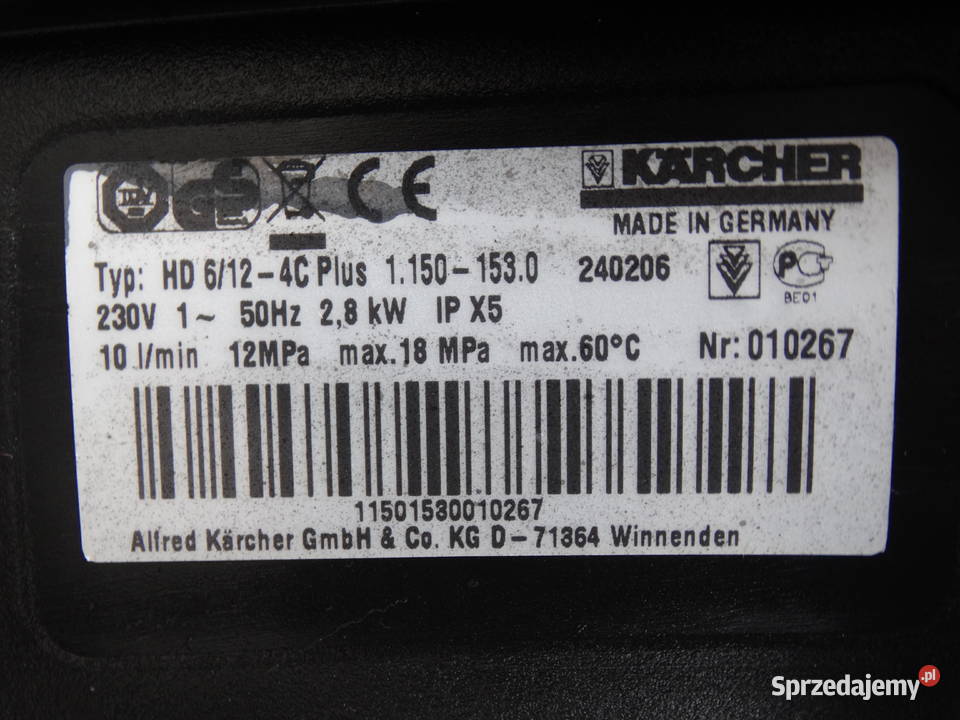 KÄRCHER
MADE IN GERMANY
Typ: HD 6/12-4C Plus 1.150-153.0 240206
BE01
230V 1~ 50Hz 2,8 kW IP X5
10 l/min 12MPa max.18 MPa max.60°C Nr: 010267
11501530010267
Alfred Kärcher GmbH & Co. KG D-71364 Winnenden
Sprzedajemy.pl